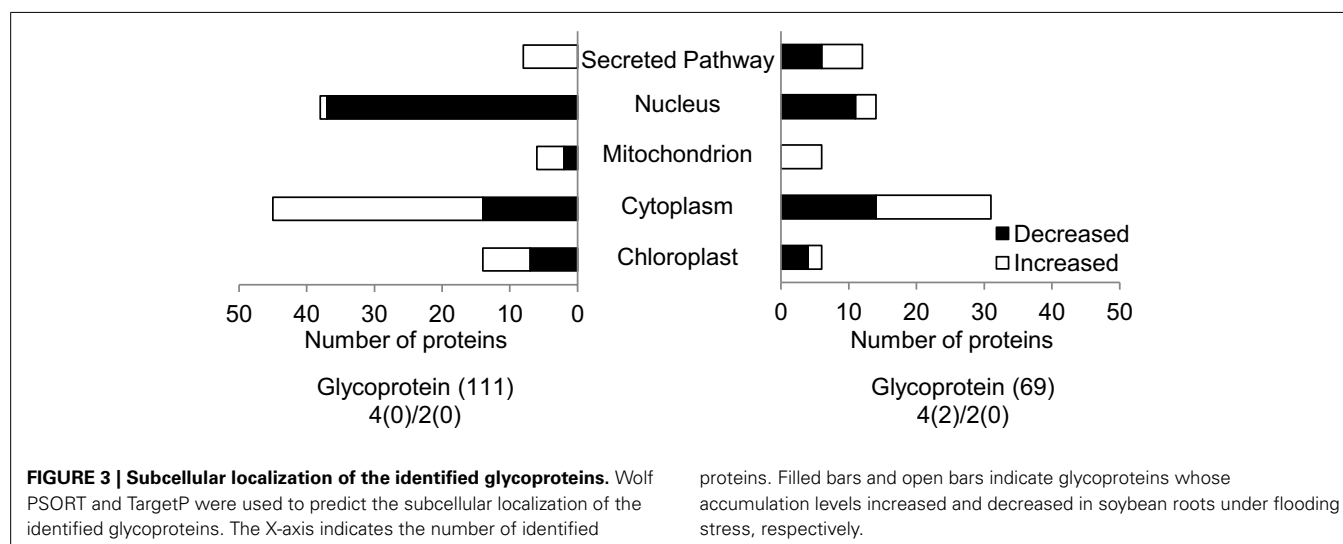 Secreted Pathway
Nucleus
Mitochondrion
Cytoplasm
Chloroplast
Decreased
Increased
50 40 30 20 10 0
0 10 20 30 40 50
Number of proteins
Number of proteins
Glycoprotein (111)
4(0)/2(0)
Glycoprotein (69)
4(2)/2(0)
FIGURE 3 | Subcellular localization of the identified glycoproteins. Wolf
PSORT and TargetP were used to predict the subcellular localization of the
identified glycoproteins. The X-axis indicates the number of identified
proteins. Filled bars and open bars indicate glycoproteins whose
accumulation levels increased and decreased in soybean roots under flooding
stress, respectively.